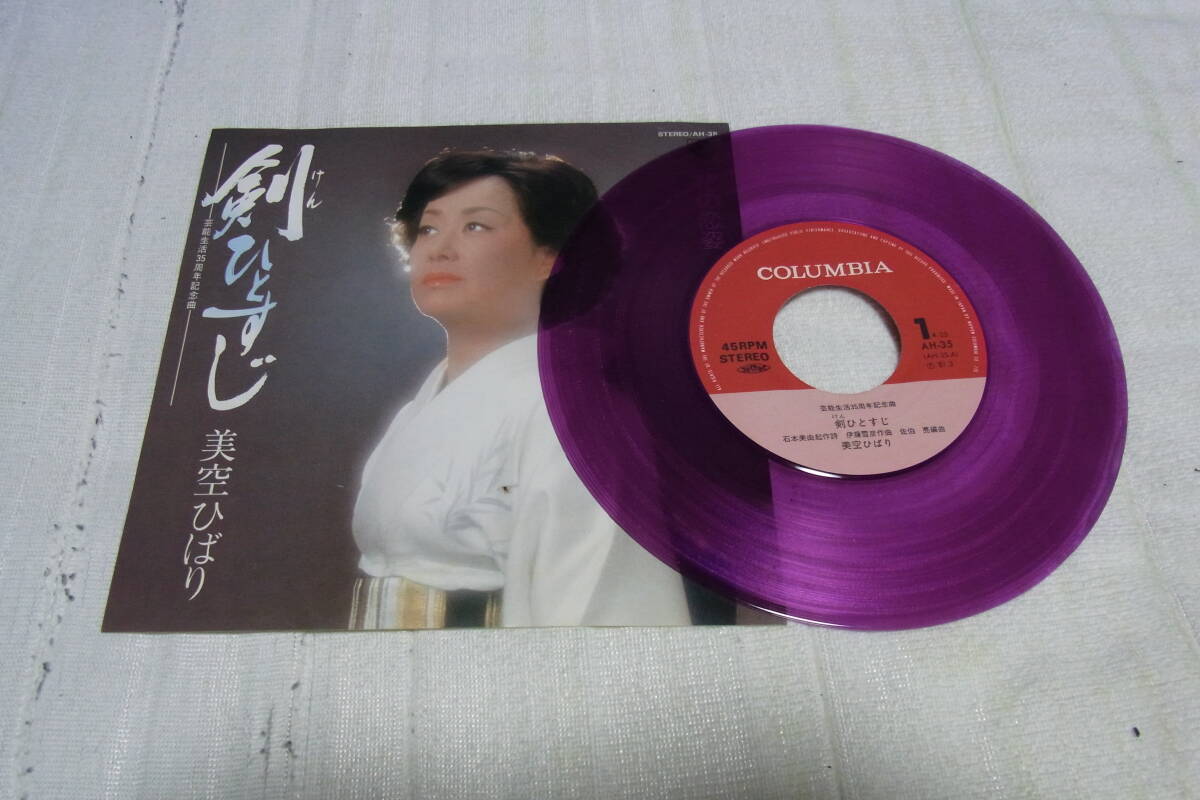 STEREO/AH-35
剣ひとすじ
けん
芸能生活35周年記念曲
美空ひばり
COLUMBIA
45RPM
STEREO
1
AH-35
(AH-35-A)
芸能生活35周年記念曲
けん
剣ひとすじ
石本美由起作詩 伊藤雪彦作曲 佐伯 亮編曲
美空ひばり